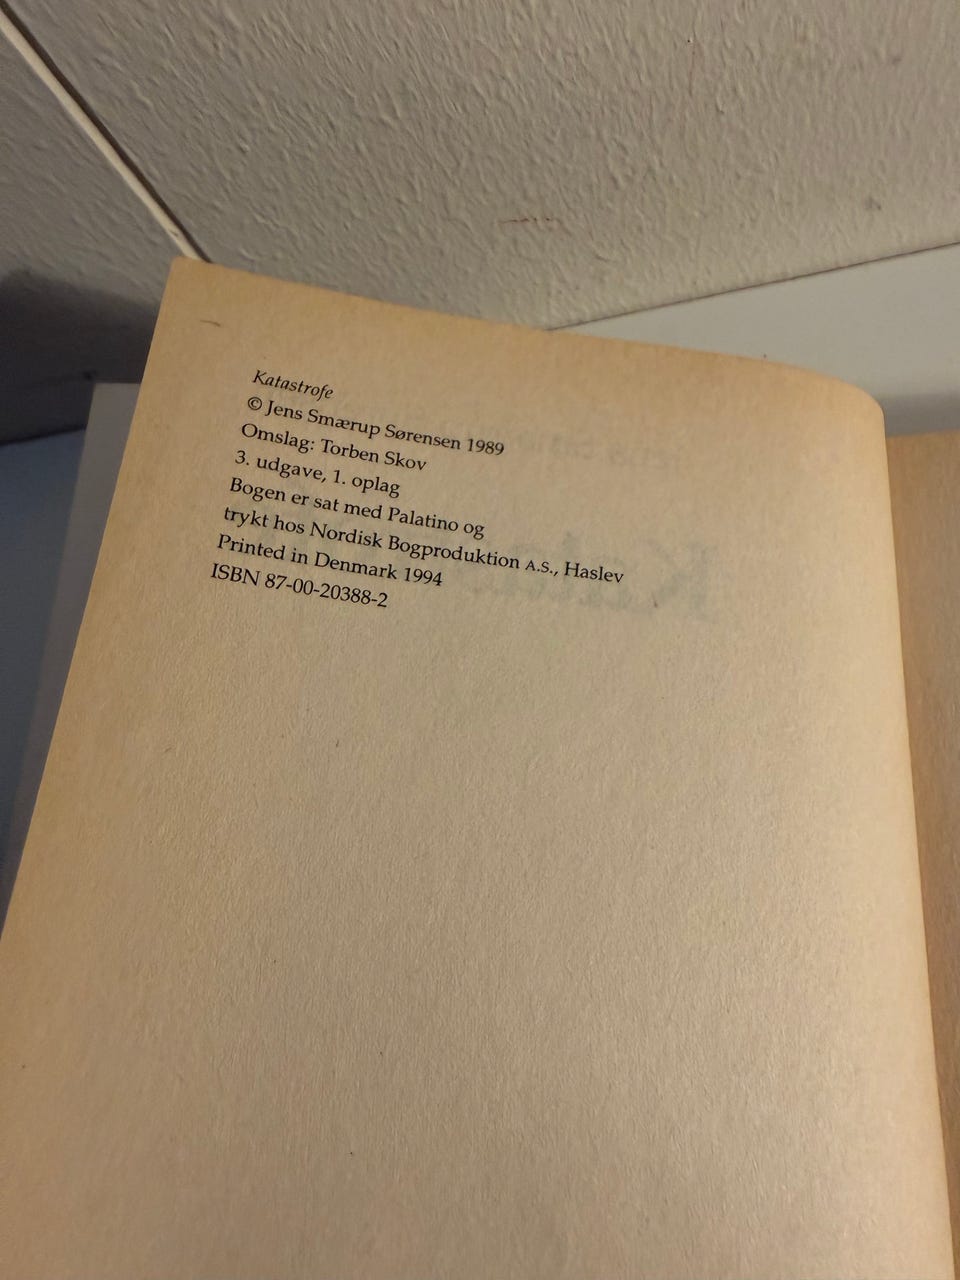 Katastrofe
© Jens Smærup Sørensen 1989
Omslag: Torben Skov
3. udgave, 1. oplag
Bogen er sat med Palatino og
trykt hos Nordisk Bogproduktion A.S., Haslev
Printed in Denmark 1994
ISBN 87-00-20388-2